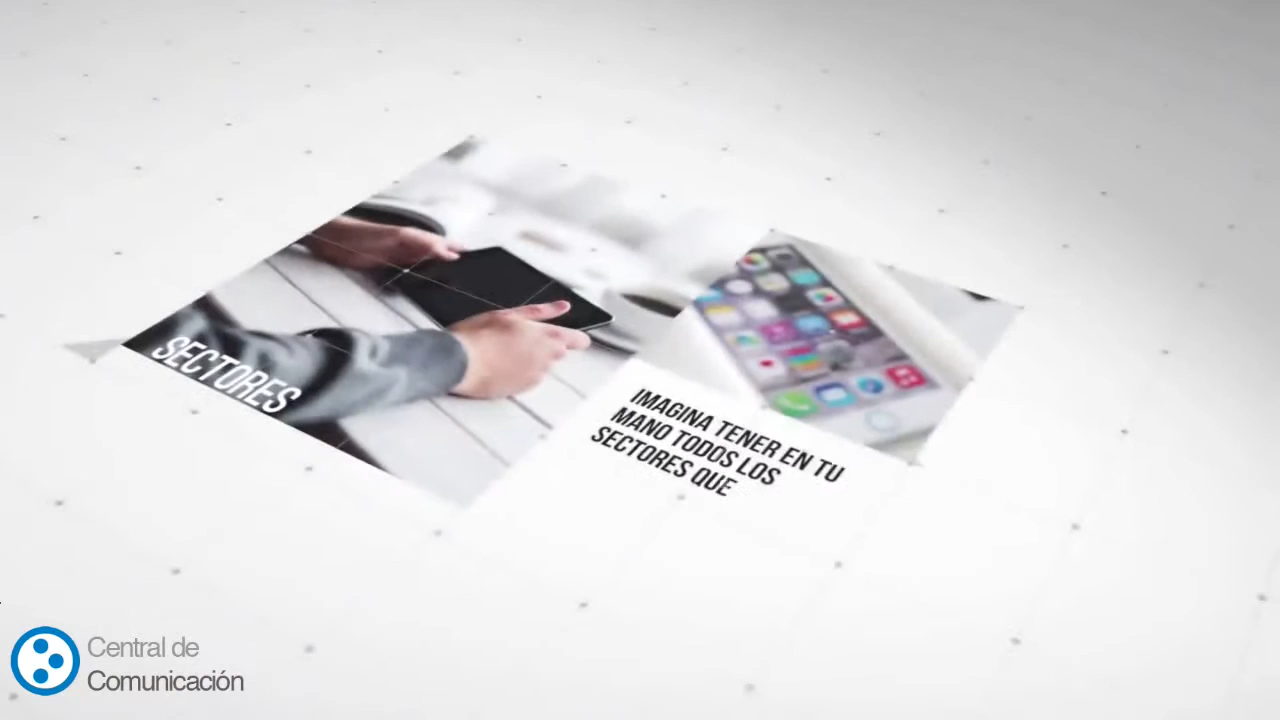 SECTORES
IMAGINA TENER EN TU
MANO TODOS LOS
SECTORES QUE
Central de
Comunicación